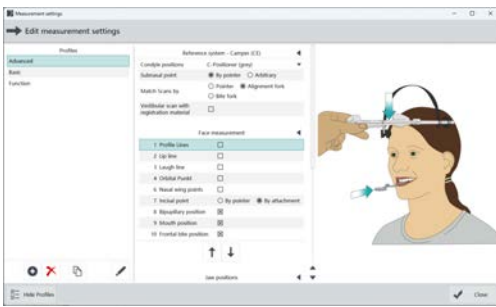 Measurement settings
Edit measurement settings
Profiles
Advanced
Basic
Function
Reference system - Camper (CE)
Condyle positions C-Positioner (grey)
Subnasal point By pointer Arbitrary
Match Scans by Pointer Alignment fork
Bite fork
Vestibular scan with
registration material
Face measurement
1 Profile Lines
2 Lip line
3 Laugh line
4 Orbital Punkt
6 Nasal wing points
7 Incisal point By pointer By attachment
8 Bipupillary position
9 Mouth position
10 Frontal bite position
Jaw positions
Hide Profiles
Close